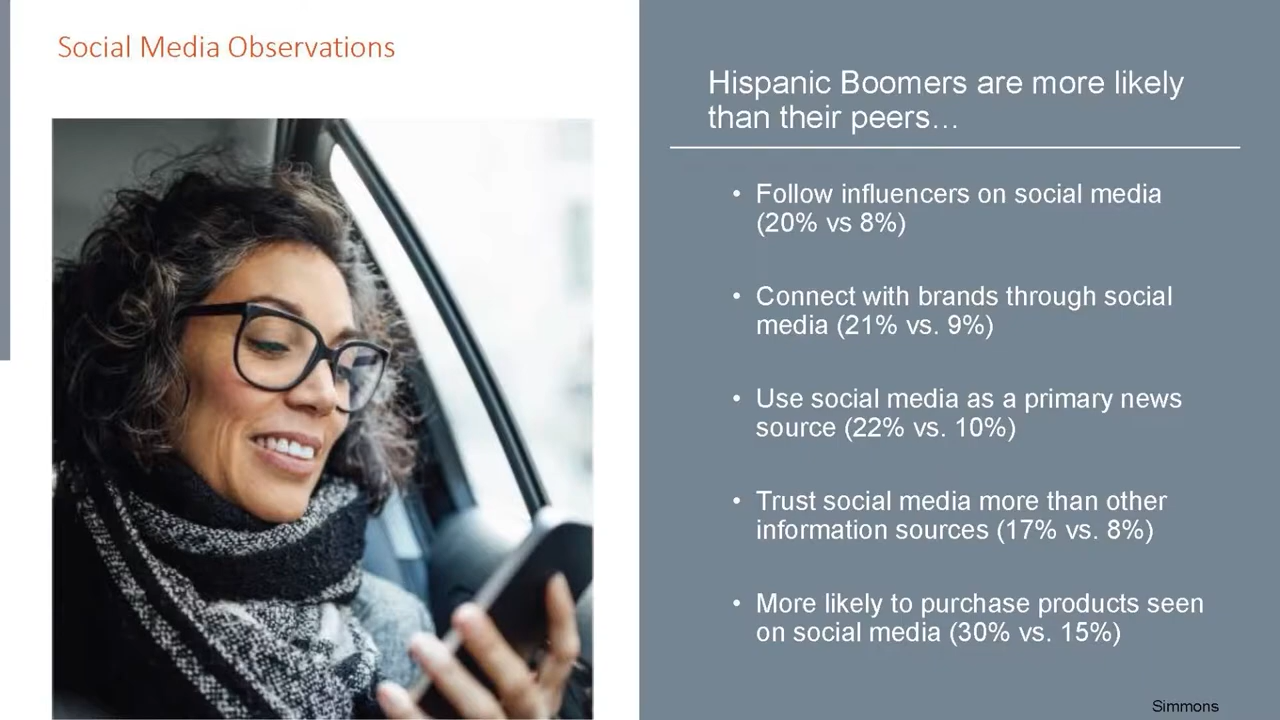 Social Media Observations
Hispanic Boomers are more likely
than their peers…
• Follow influencers on social media
(20% vs 8%)
• Connect with brands through social
media (21% vs. 9%)
• Use social media as a primary news
source (22% vs. 10%)
• Trust social media more than other
information sources (17% vs. 8%)
• More likely to purchase products seen
on social media (30% vs. 15%)
Simmons